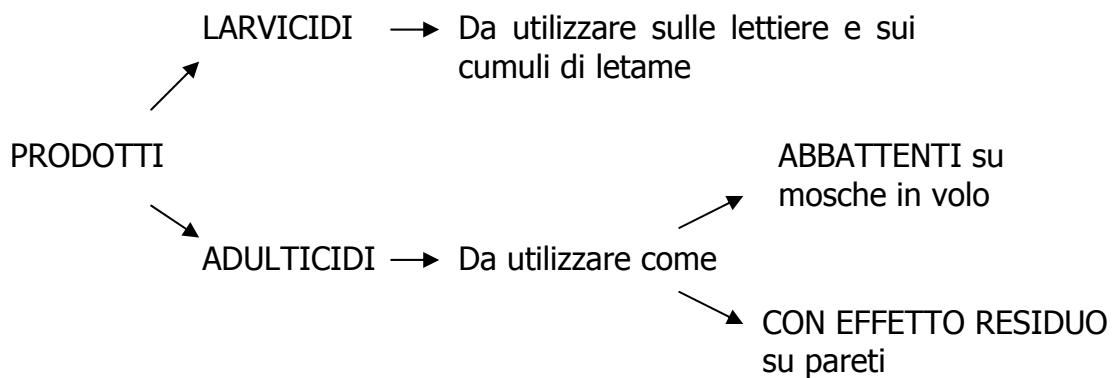 LARVICIDI
Da utilizzare sulle lettiere e sui
cumuli di letame
PRODOTTI
ABBATTENTI su
mosche in volo
ADULTICIDI
Da utilizzare come
CON EFFETTO RESIDUO
su pareti